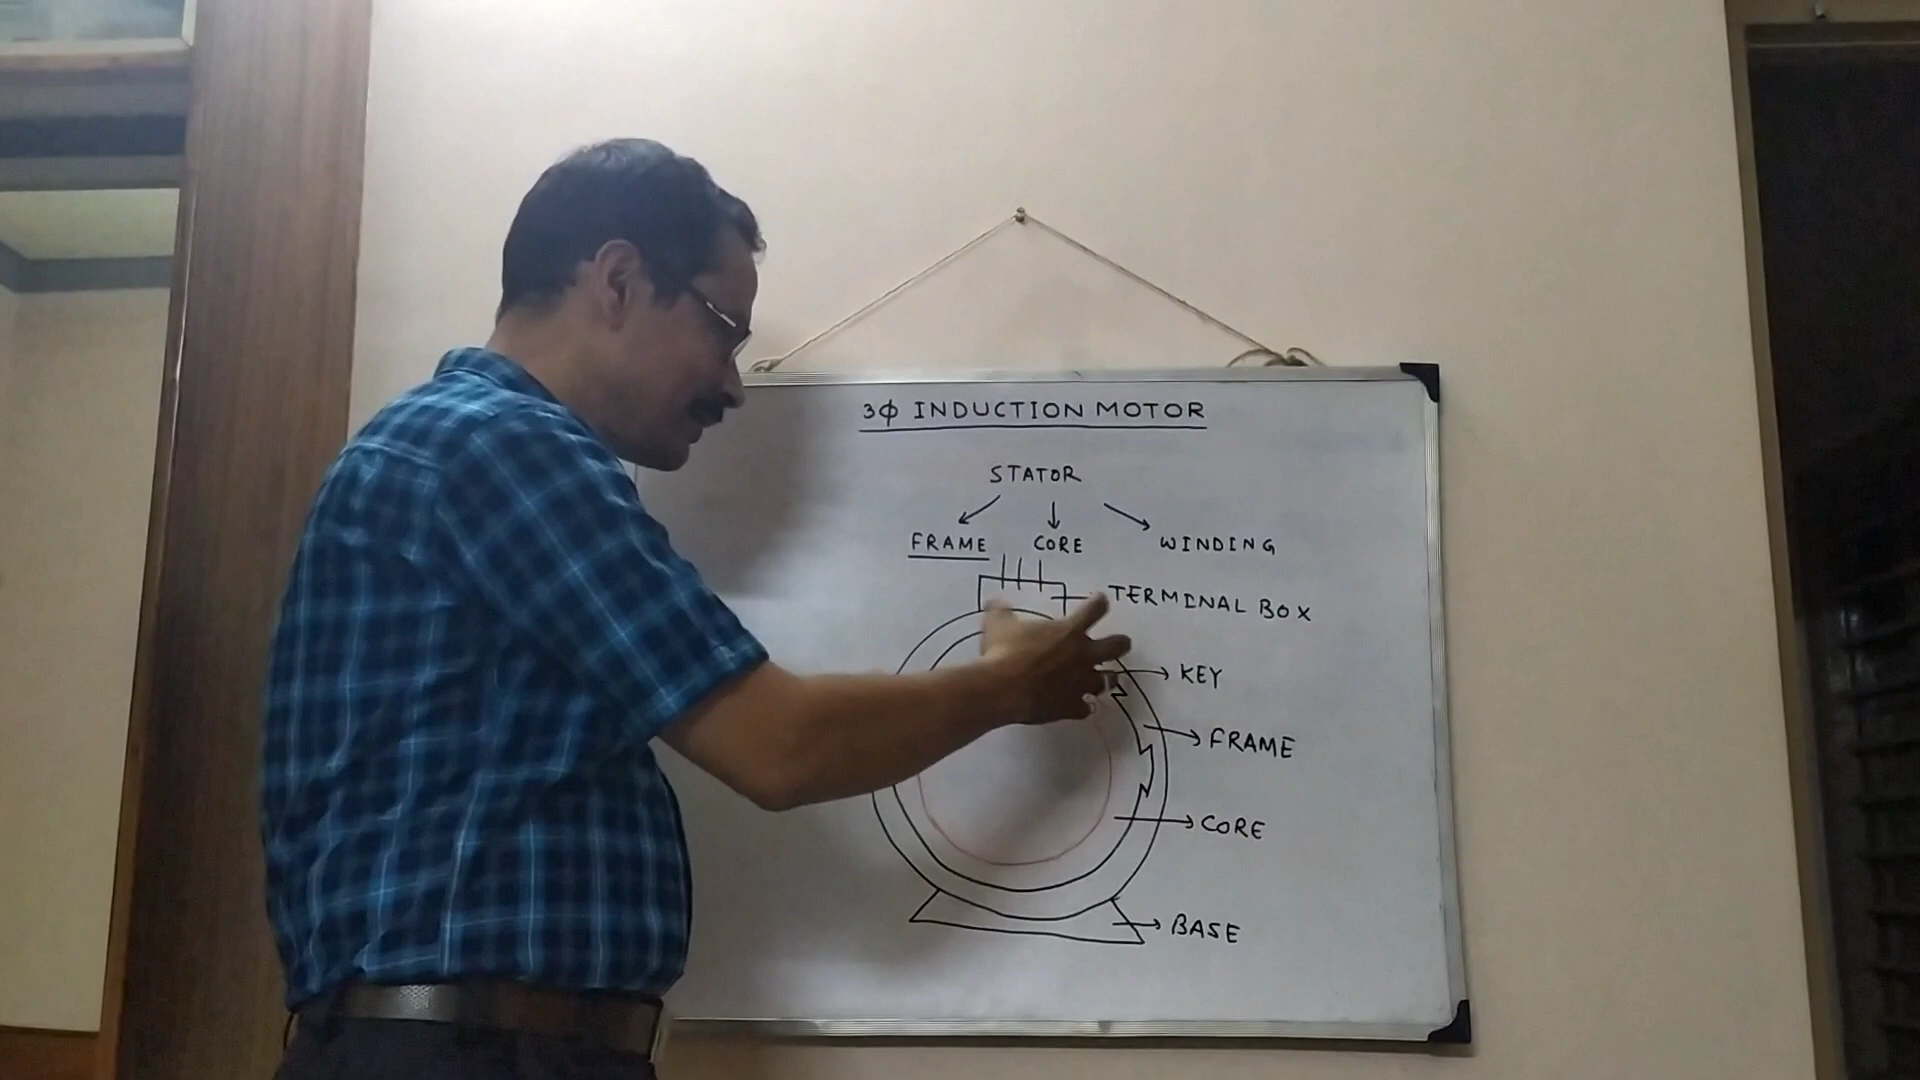 3ϕ INDUCTION MOTOR
STATOR
FRAME CORE WINDING
TERMINAL BOX
KEY
FRAME
CORE
BASE